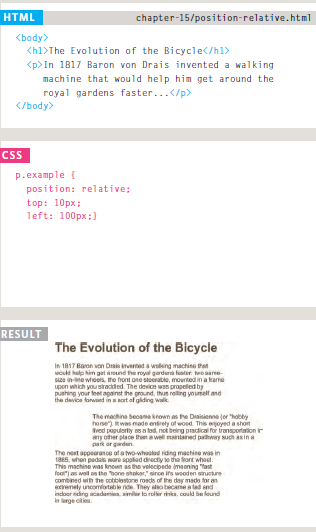 HTML
chapter-15/position-relative.html
<body>
<h1>The Evolution of the Bicycle</h1>
<p>In 1817 Baron von Drais invented a walking
machine that would help him get around the
royal gardens faster...</p>
</body>
CSS
p.example {
position: relative;
top: 10px;
left: 100px;}
RESULT
The Evolution of the Bicycle
In 1817 Baron von Drais invented a walking machine that
would help him get around the royal gardens faster: two same-
size in-line wheels, the front one steerable, mounted in a frame
upon which you straddled. The device was propelled by
pushing your feet against the ground, thus rolling yourself and
the device forward in a sort of gliding walk.
The machine became known as the Draisienne (or "hobby
horse"). It was made entirely of wood. This enjoyed a short
lived popularity as a fad, not being practical for transportation in
any other place than a well maintained pathway such as in a
park or garden.
The next appearance of a two-wheeled riding machine was in
1865, when pedals were applied directly to the front wheel.
This machine was known as the velocipede (meaning "fast
foot") as well as the "bone shaker," since it's wooden structure
combined with the cobblestone roads of the day made for an
extremely uncomfortable ride. They also became a fad and
indoor riding academies, similar to roller rinks, could be found
in large cities.